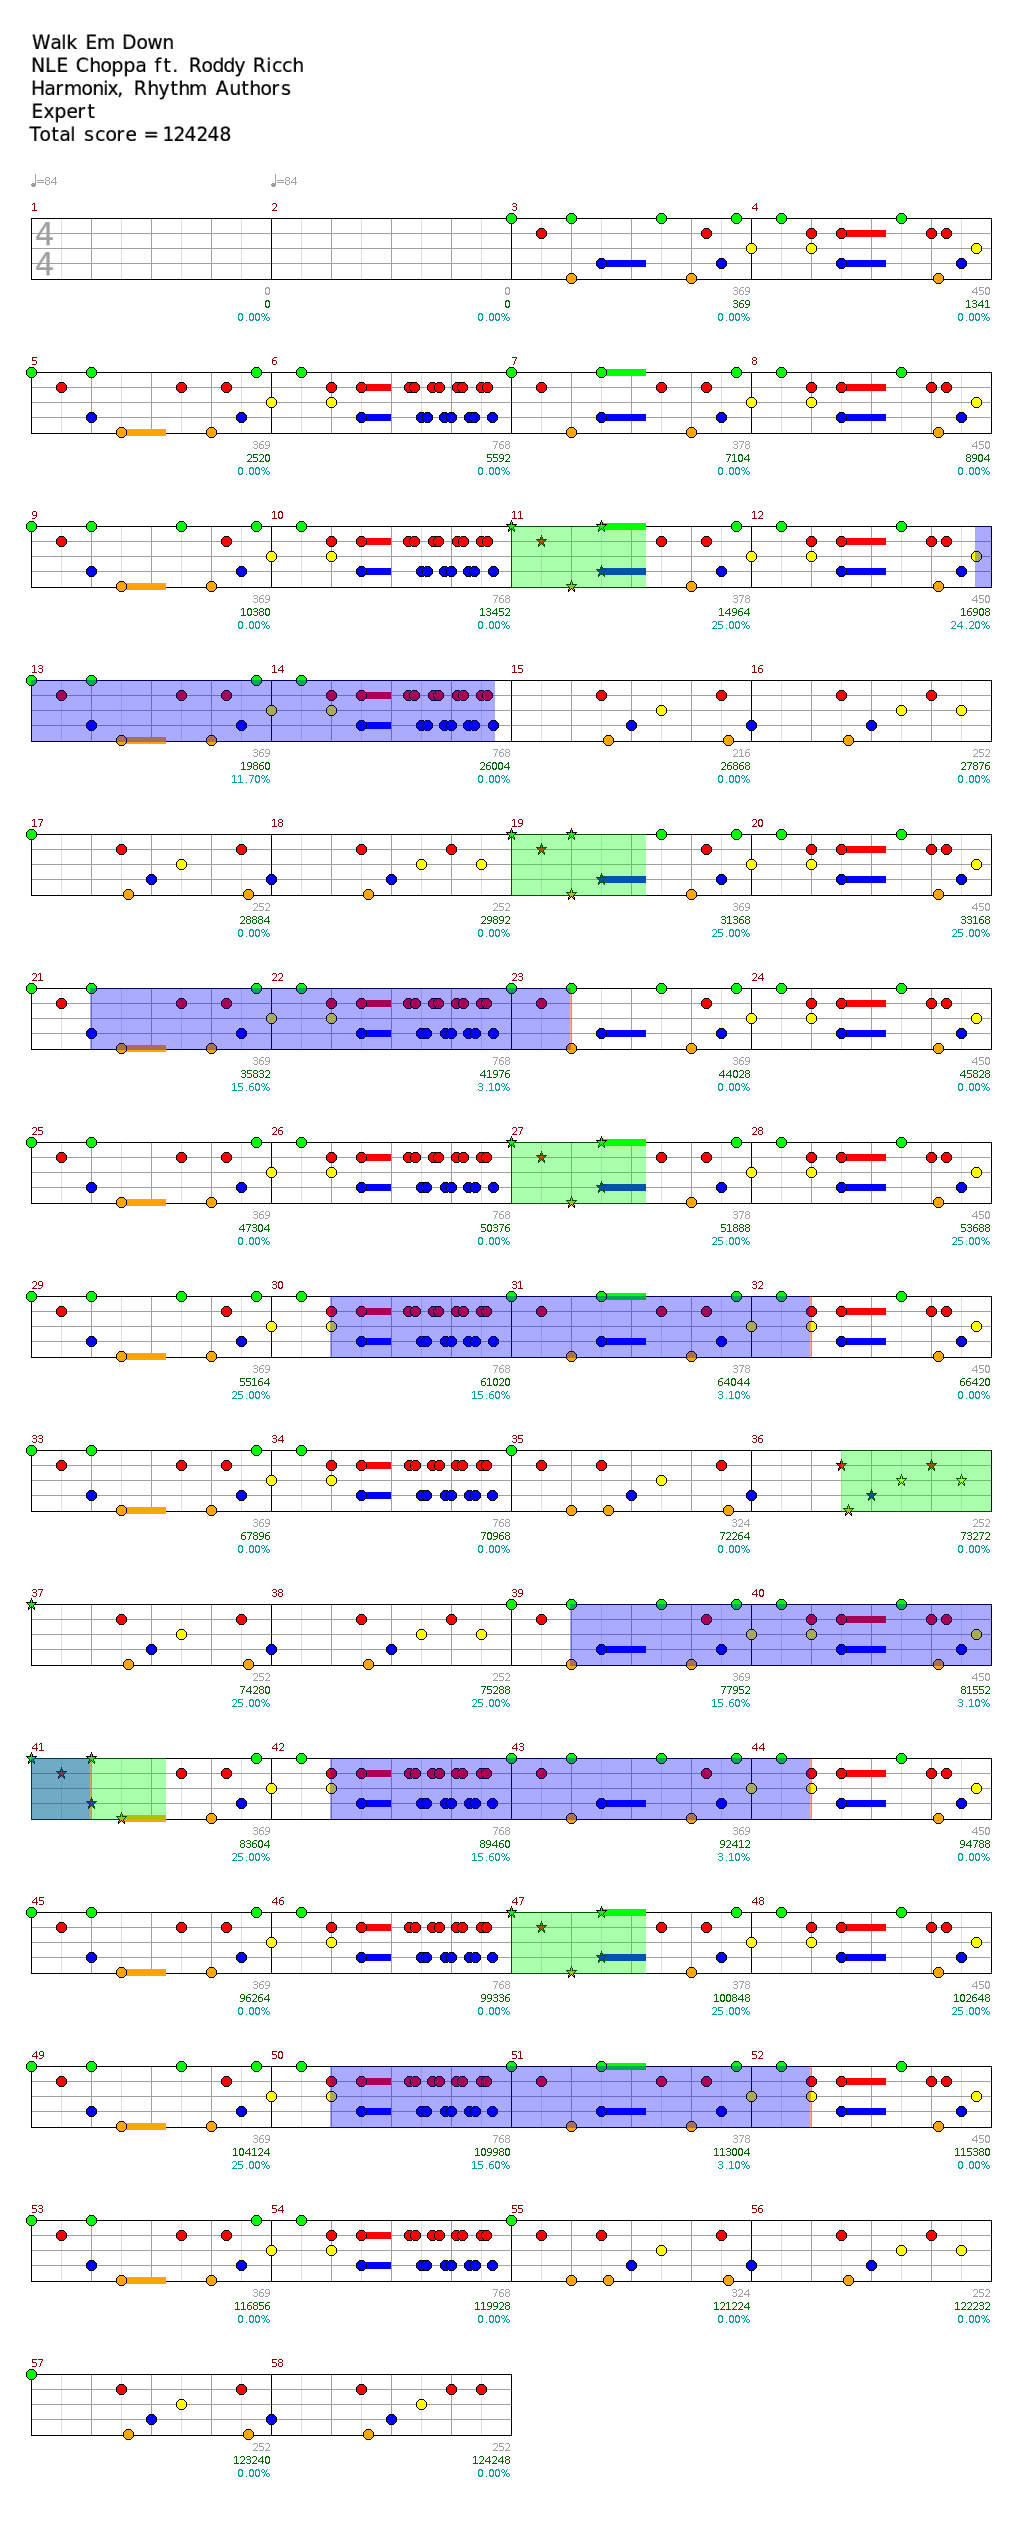 Walk Em Down
NLE Choppa ft. Roddy Ricch
Harmonix, Rhythm Authors
Expert
Total score = 124248
♩=84 ♩=84
1 2 3 4
4
4
0 0 369 450
0 0 369 1341
0.00% 0.00% 0.00% 0.00%
5 6 7 8
369 768 378 450
2520 5592 7104 8904
0.00% 0.00% 0.00% 0.00%
9 10 11 12
369 768 378 450
10380 13452 14964 16908
0.00% 0.00% 25.00% 24.20%
13 14 15 16
369 768 216 252
19860 26004 26868 27876
11.70% 0.00% 0.00% 0.00%
17 18 19 20
252 252 369 450
28884 29892 31368 33168
0.00% 0.00% 25.00% 25.00%
21 22 23 24
369 768 369 450
35832 41976 44028 45828
15.60% 3.10% 0.00% 0.00%
25 26 27 28
369 768 378 450
47304 50376 51888 53688
0.00% 0.00% 25.00% 25.00%
29 30 31 32
369 768 378 450
55164 61020 64044 66420
25.00% 15.60% 3.10% 0.00%
33 34 35 36
369 768 324 252
67896 70968 72264 73272
0.00% 0.00% 0.00% 0.00%
37 38 39 40
252 252 369 450
74280 75288 77952 81552
25.00% 25.00% 15.60% 3.10%
41 42 43 44
369 768 369 450
83604 89460 92412 94788
25.00% 15.60% 3.10% 0.00%
45 46 47 48
369 768 378 450
96264 99336 100848 102648
0.00% 0.00% 25.00% 25.00%
49 50 51 52
369 768 378 450
104124 109980 113004 115380
25.00% 15.60% 3.10% 0.00%
53 54 55 56
369 768 324 252
116856 119928 121224 122232
0.00% 0.00% 0.00% 0.00%
57 58
252 252
123240 124248
0.00% 0.00%